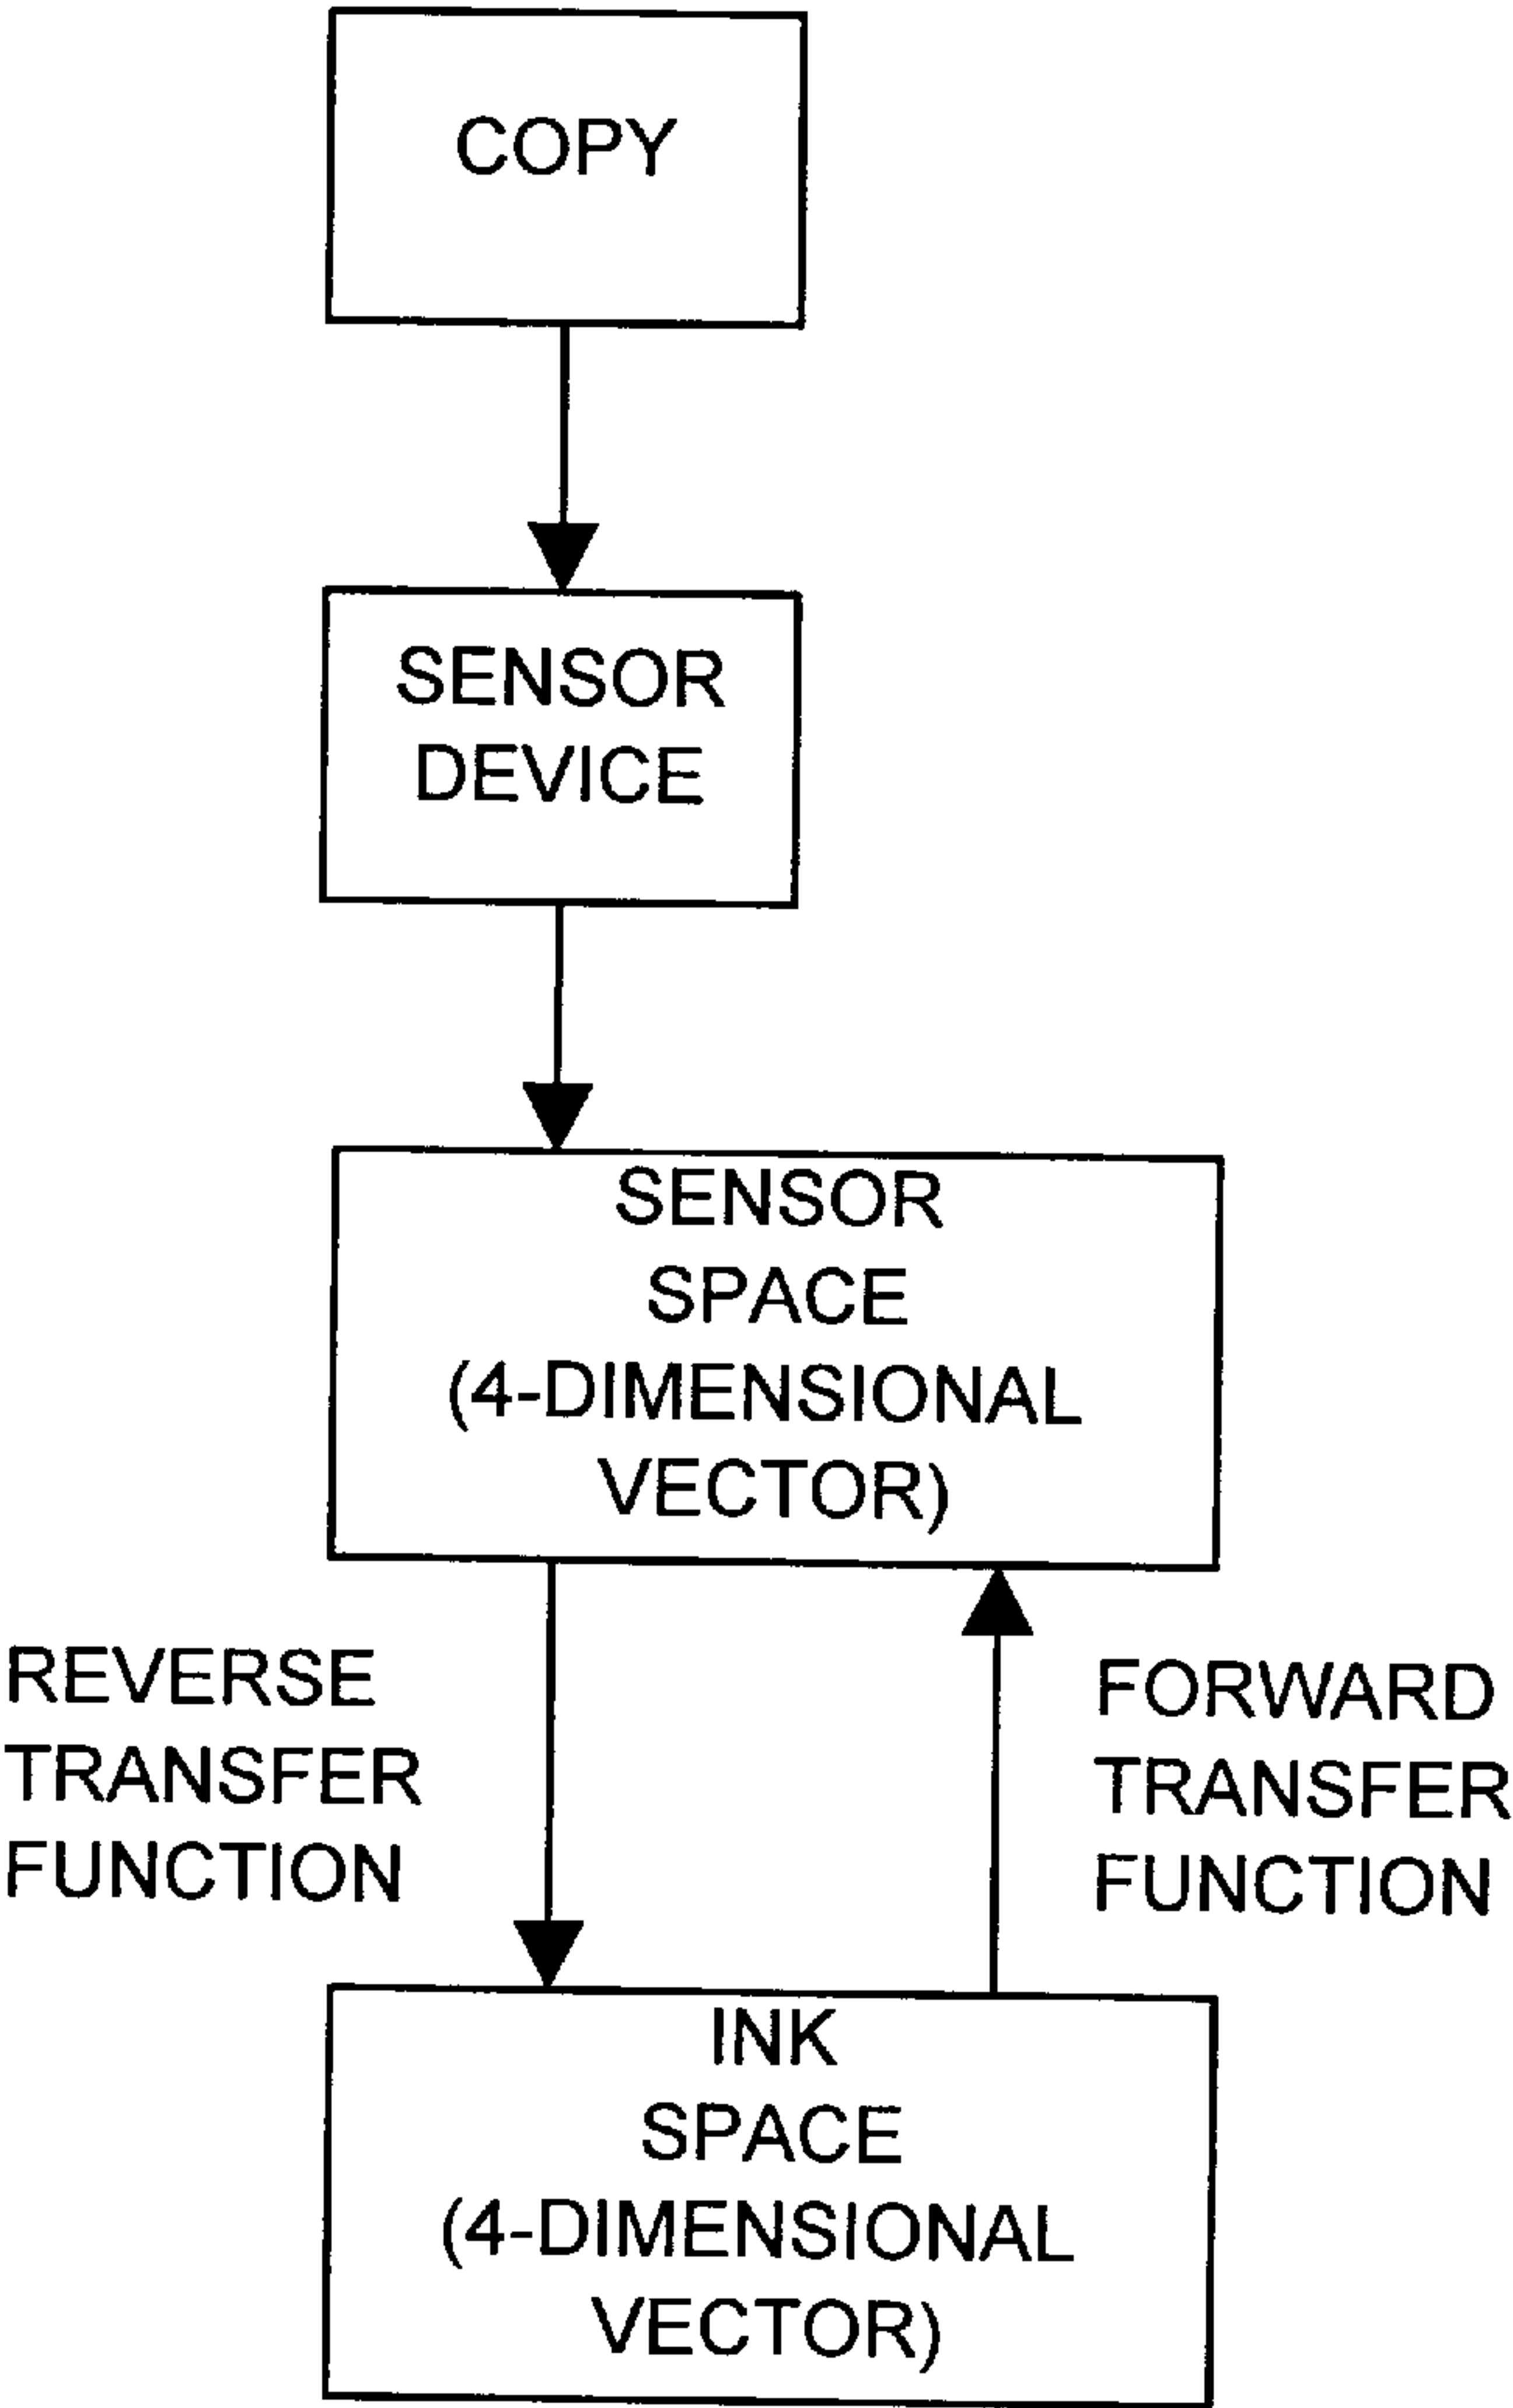 COPY
SENSOR
DEVICE
SENSOR
SPACE
(4-DIMENSIONAL
VECTOR)
REVERSE
TRANSFER
FUNCTION
FORWARD
TRANSFER
FUNCTION
INK
SPACE
(4-DIMENSIONAL
VECTOR)